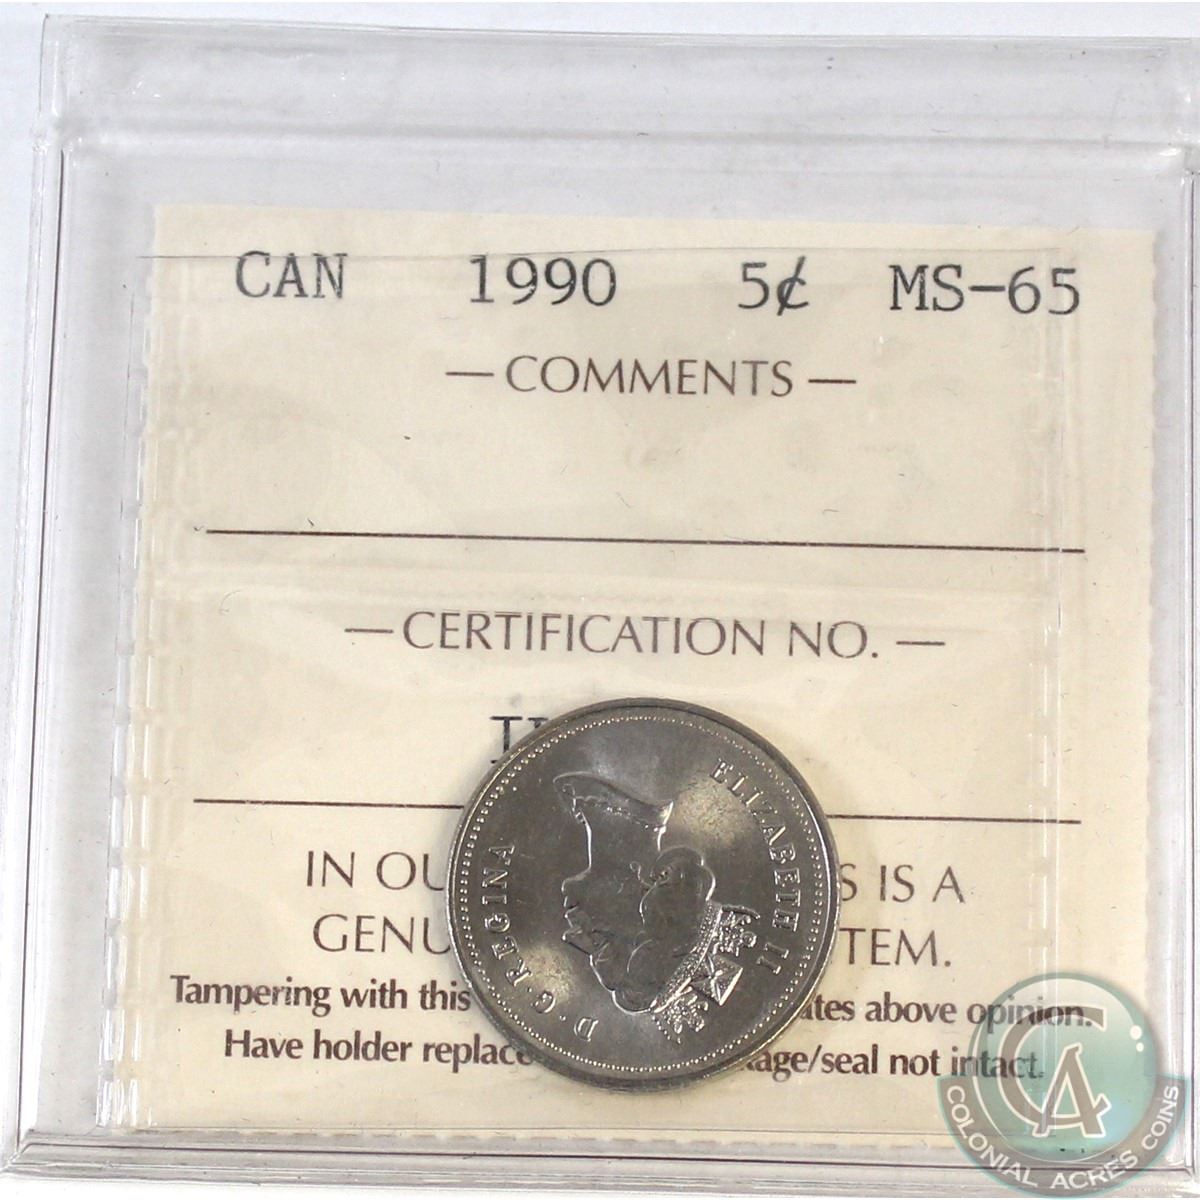 CAN 1990 5¢ MS-65
— COMMENTS —
— CERTIFICATION NO. —
IN OU S IS A
GENU TEM.
Tampering with this ates above opinion.
Have holder replace kage/seal not intact.
ELIZABETH II
D·G·REGINA
CA
COLONIAL ACRES COINS